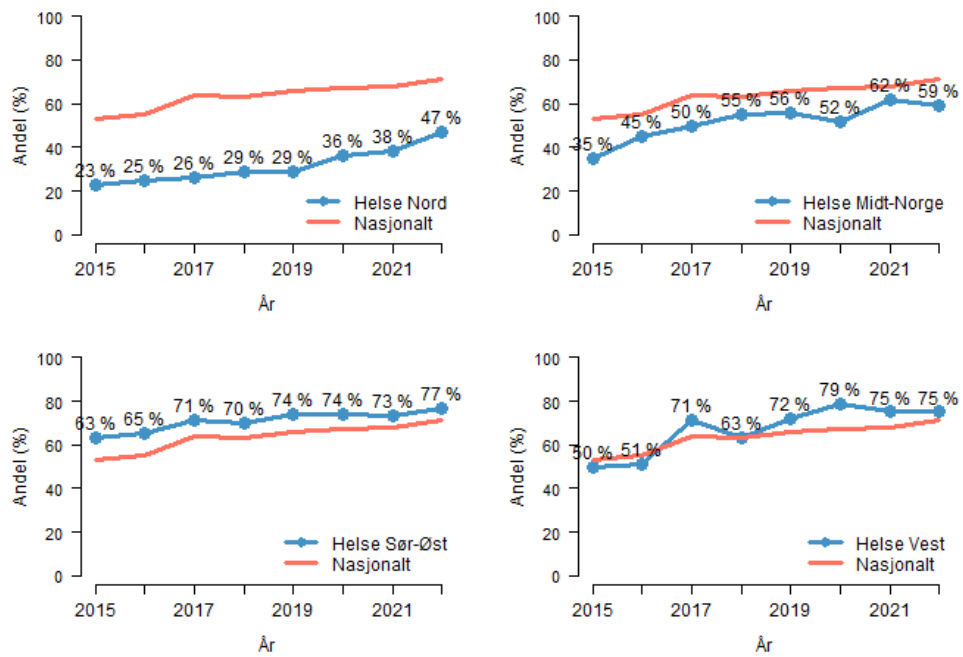 100
80
60
40
20
0
Andel (%)
23 % 25 % 26 % 29 % 29 % 36 % 38 % 47 %
Helse Nord
Nasjonalt
2015 2017 2019 2021
År
100
80
60
40
20
0
Andel (%)
35 % 45 % 50 % 55 % 56 % 52 % 62 % 59 %
Helse Midt-Norge
Nasjonalt
2015 2017 2019 2021
År
100
80
60
40
20
0
Andel (%)
63 % 65 % 71 % 70 % 74 % 74 % 73 % 77 %
Helse Sør-Øst
Nasjonalt
2015 2017 2019 2021
År
100
80
60
40
20
0
Andel (%)
50 % 51 % 71 % 63 % 72 % 79 % 75 % 75 %
Helse Vest
Nasjonalt
2015 2017 2019 2021
År